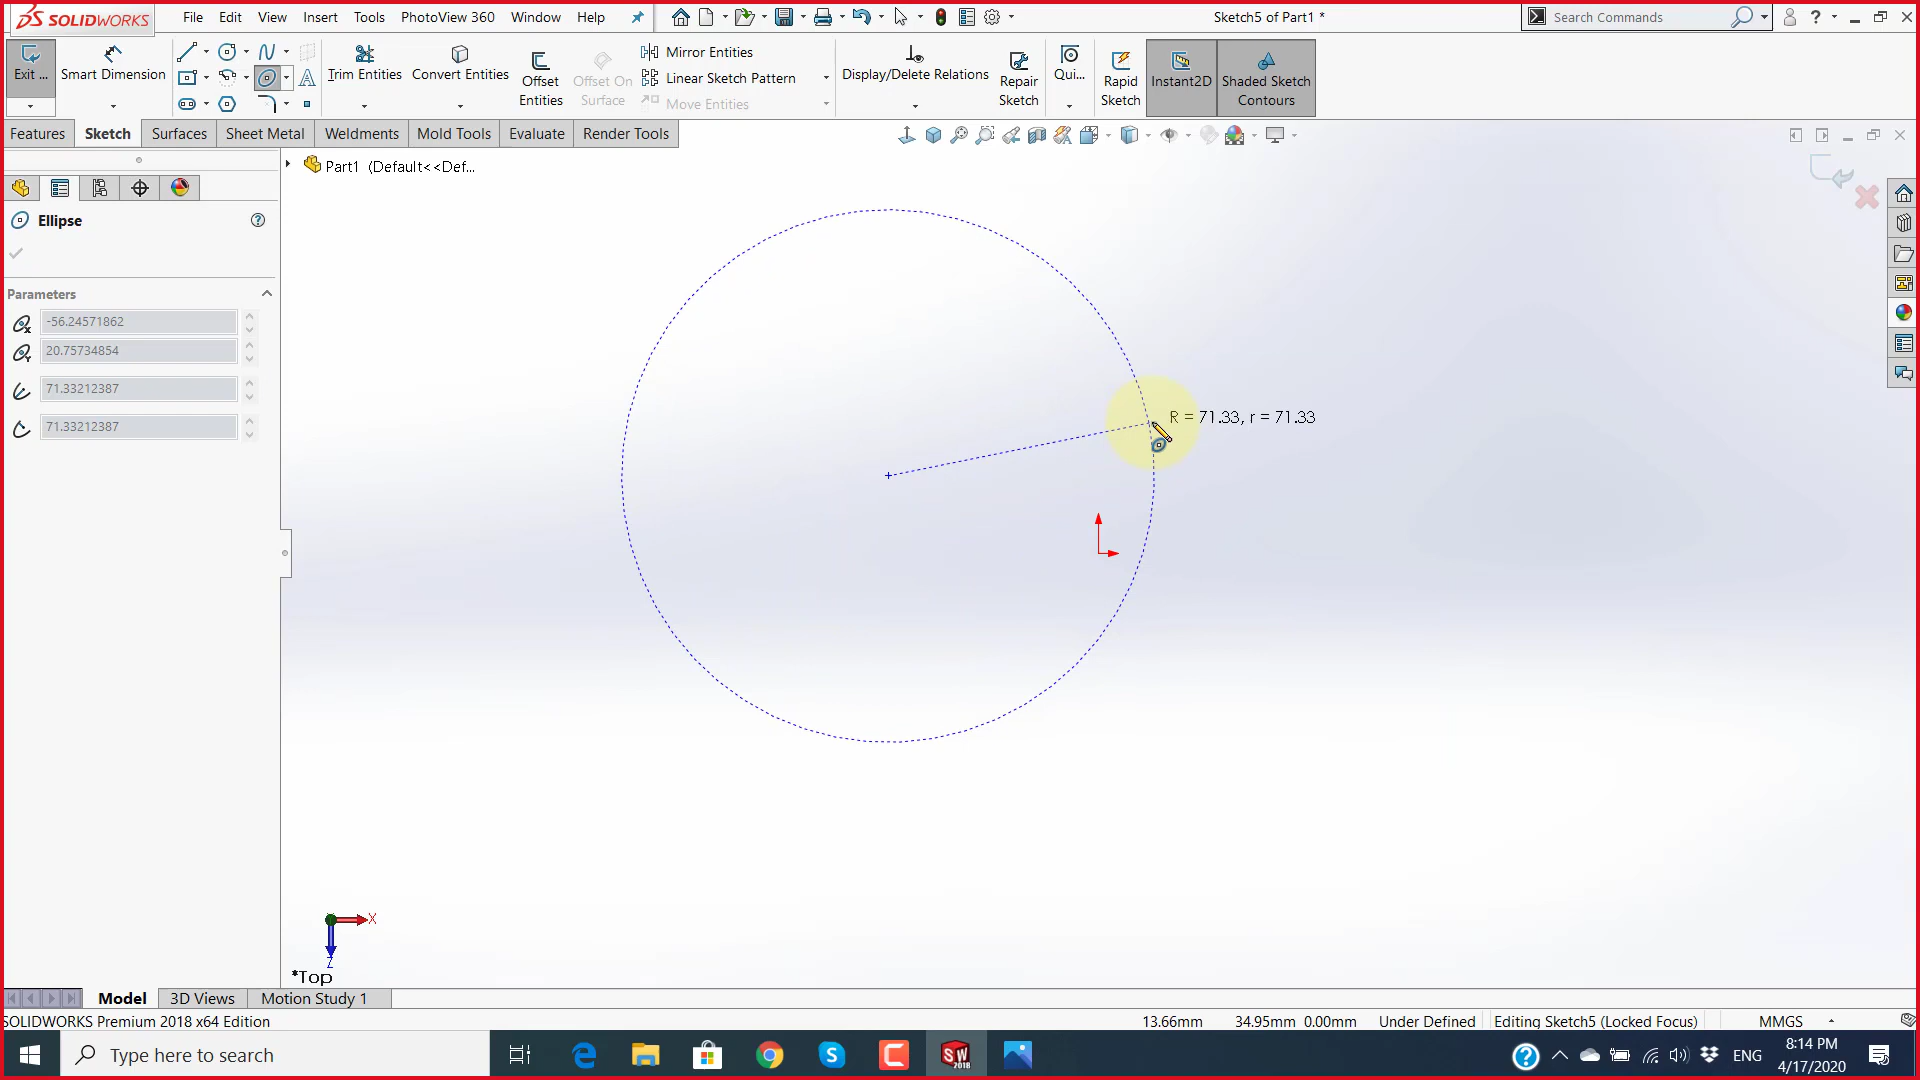 SOLIDWORKS
File Edit View Insert Tools PhotoView 360 Window Help
Sketch5 of Part1 *
Search Commands
?
Exit ...
Smart Dimension
Trim Entities
Convert Entities
Offset Entities
Offset On Surface
Mirror Entities
Linear Sketch Pattern
Move Entities
Display/Delete Relations
Repair Sketch
Qui...
Rapid Sketch
Instant2D
Shaded Sketch Contours
Features Sketch Surfaces Sheet Metal Weldments Mold Tools Evaluate Render Tools
Part1 (Default<<Def...
Ellipse
?
Parameters
-56.24571862
20.75734854
71.33212387
71.33212387
R = 71.33, r = 71.33
X
Z
*Top
Model 3D Views Motion Study 1
SOLIDWORKS Premium 2018 x64 Edition
13.66mm 34.95mm 0.00mm Under Defined Editing Sketch5 (Locked Focus) MMGS
Type here to search
SW
2018
?
ENG
8:14 PM
4/17/2020